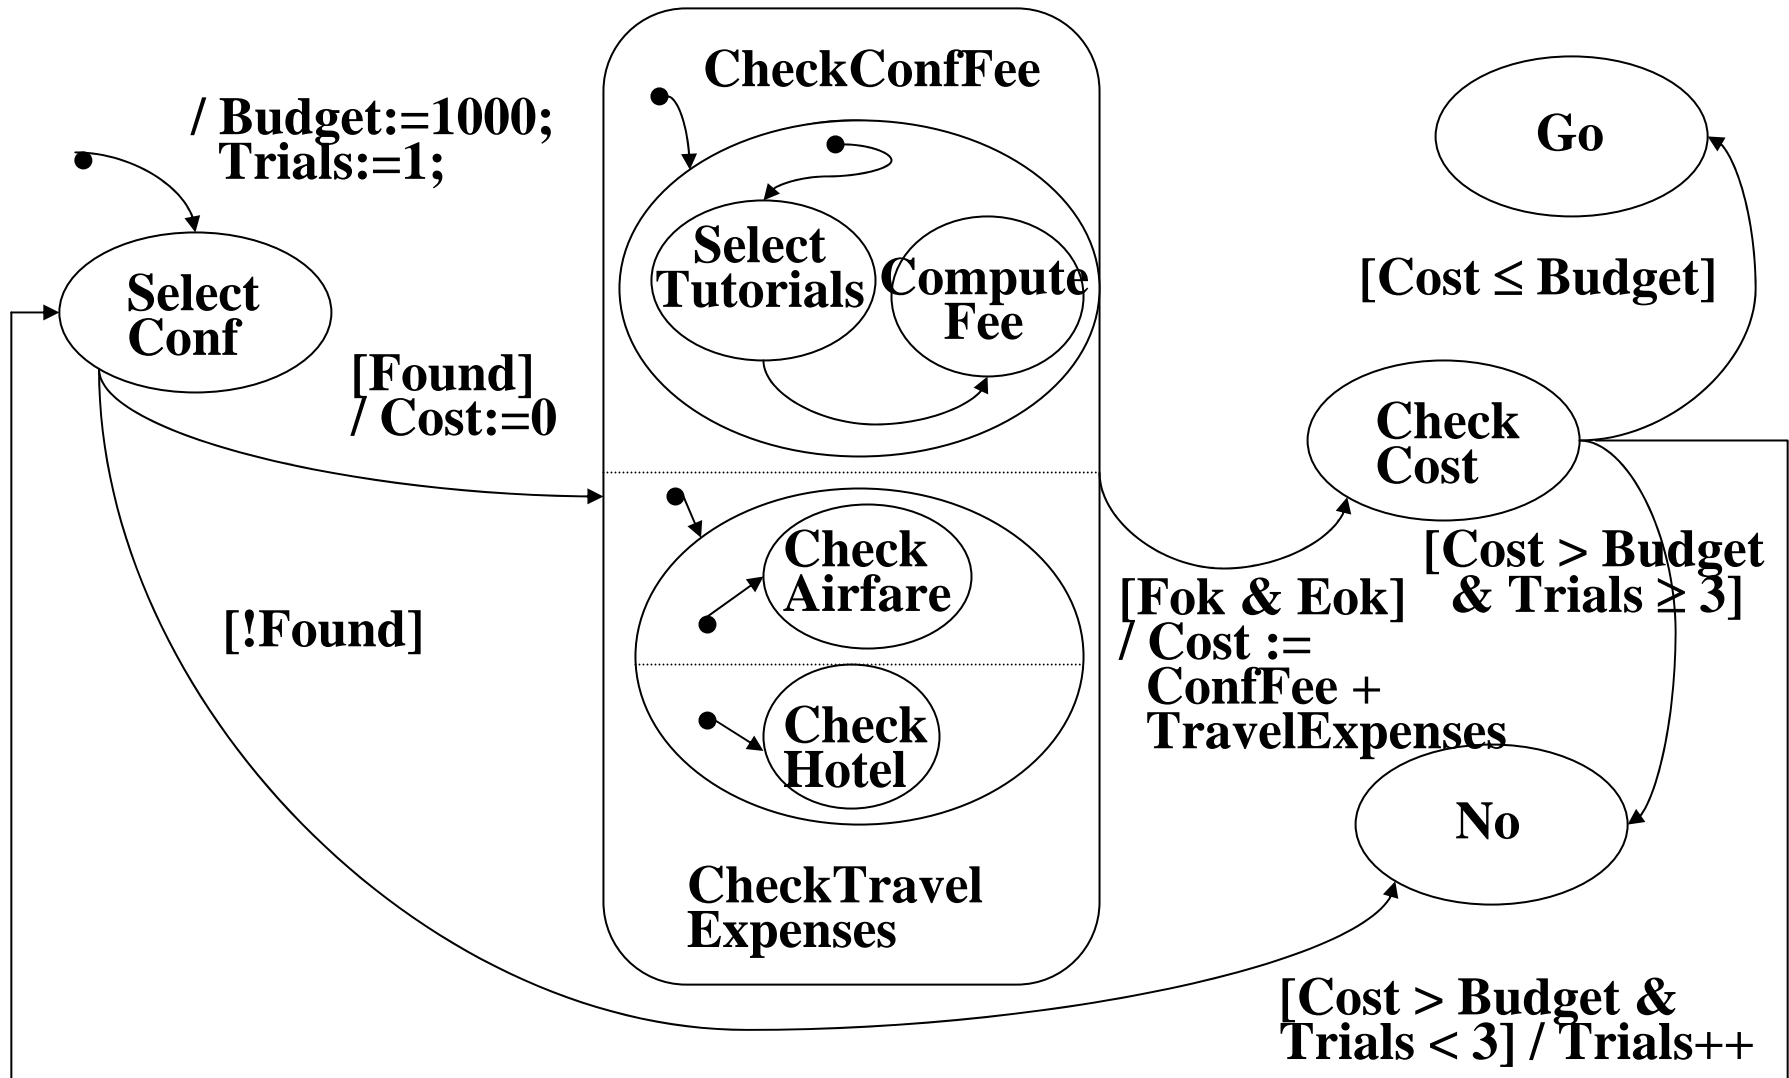 CheckConfFee
/ Budget:=1000;
Trials:=1;
Go
Select
Tutorials
Compute
Fee
Select
Conf
[Cost ≤ Budget]
[Found]
/ Cost:=0
Check
Cost
Check
Airfare
[Cost > Budget
& Trials ≥ 3]
[Fok & Eok]
/ Cost :=
ConfFee +
TravelExpenses
[!Found]
Check
Hotel
No
CheckTravel
Expenses
[Cost > Budget &
Trials < 3] / Trials++